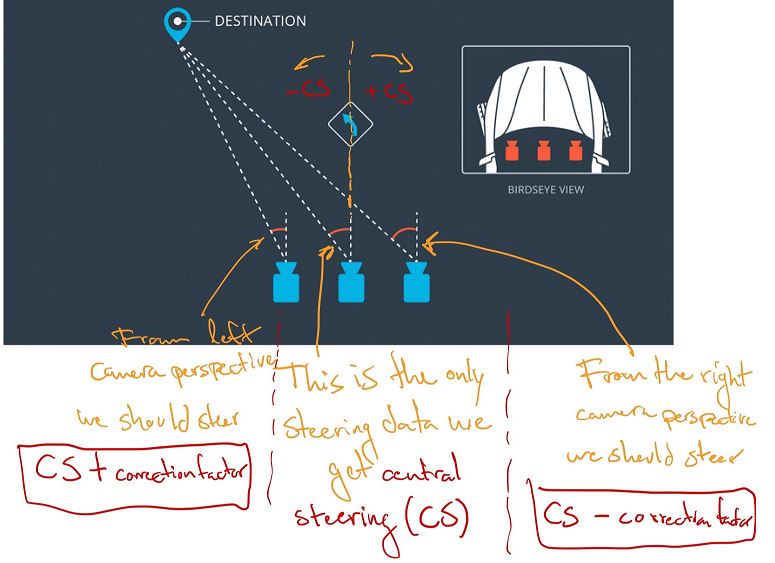 DESTINATION
-CS
+CS
BIRDSEYE VIEW
From left
camera perspective
we should steer
CS + correction factor
This is the only
steering data we
get central
steering (CS)
From the right
camera perspective
we should steer
CS - correction factor